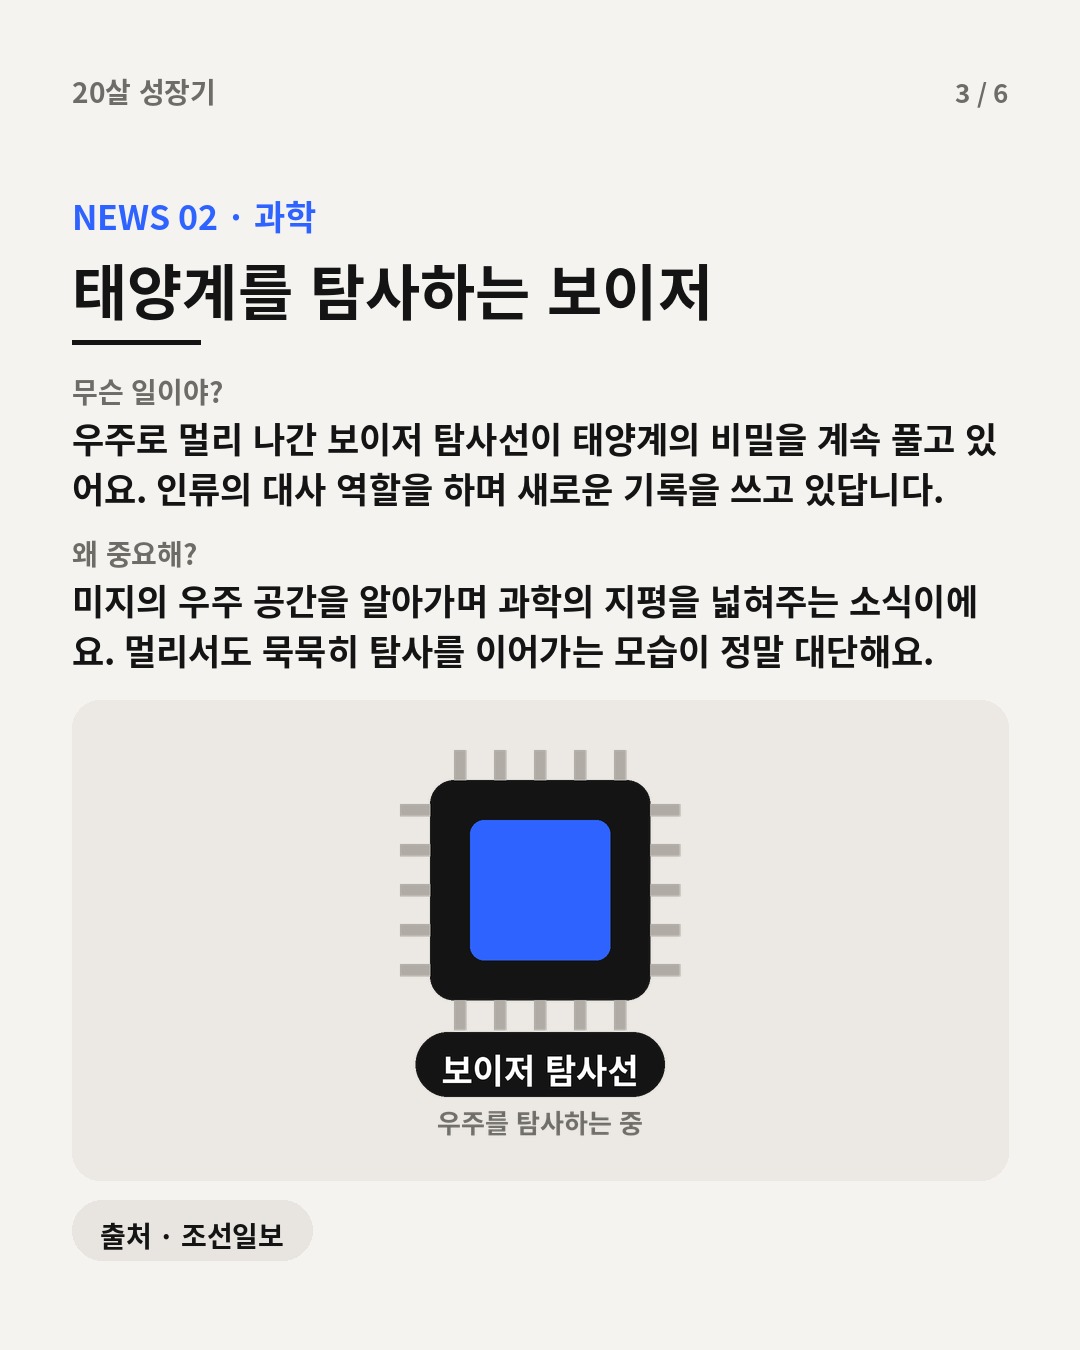 20살 성장기
3 / 6
NEWS 02 · 과학
태양계를 탐사하는 보이저
무슨 일이야?
우주로 멀리 나간 보이저 탐사선이 태양계의 비밀을 계속 풀고 있
어요. 인류의 대사 역할을 하며 새로운 기록을 쓰고 있답니다.
왜 중요해?
미지의 우주 공간을 알아가며 과학의 지평을 넓혀주는 소식이에
요. 멀리서도 묵묵히 탐사를 이어가는 모습이 정말 대단해요.
보이저 탐사선
우주를 탐사하는 중
출처 · 조선일보